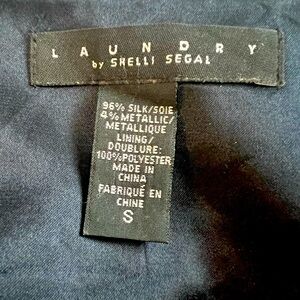 LAUNDRY
by SHELLI SEGAL
96% SILK/SOIE
4% METALLIC/
METALLIQUE
LINING/
DOUBLURE:
100% POLYESTER
MADE IN
CHINA
FABRIQUÉ EN
CHINE
S